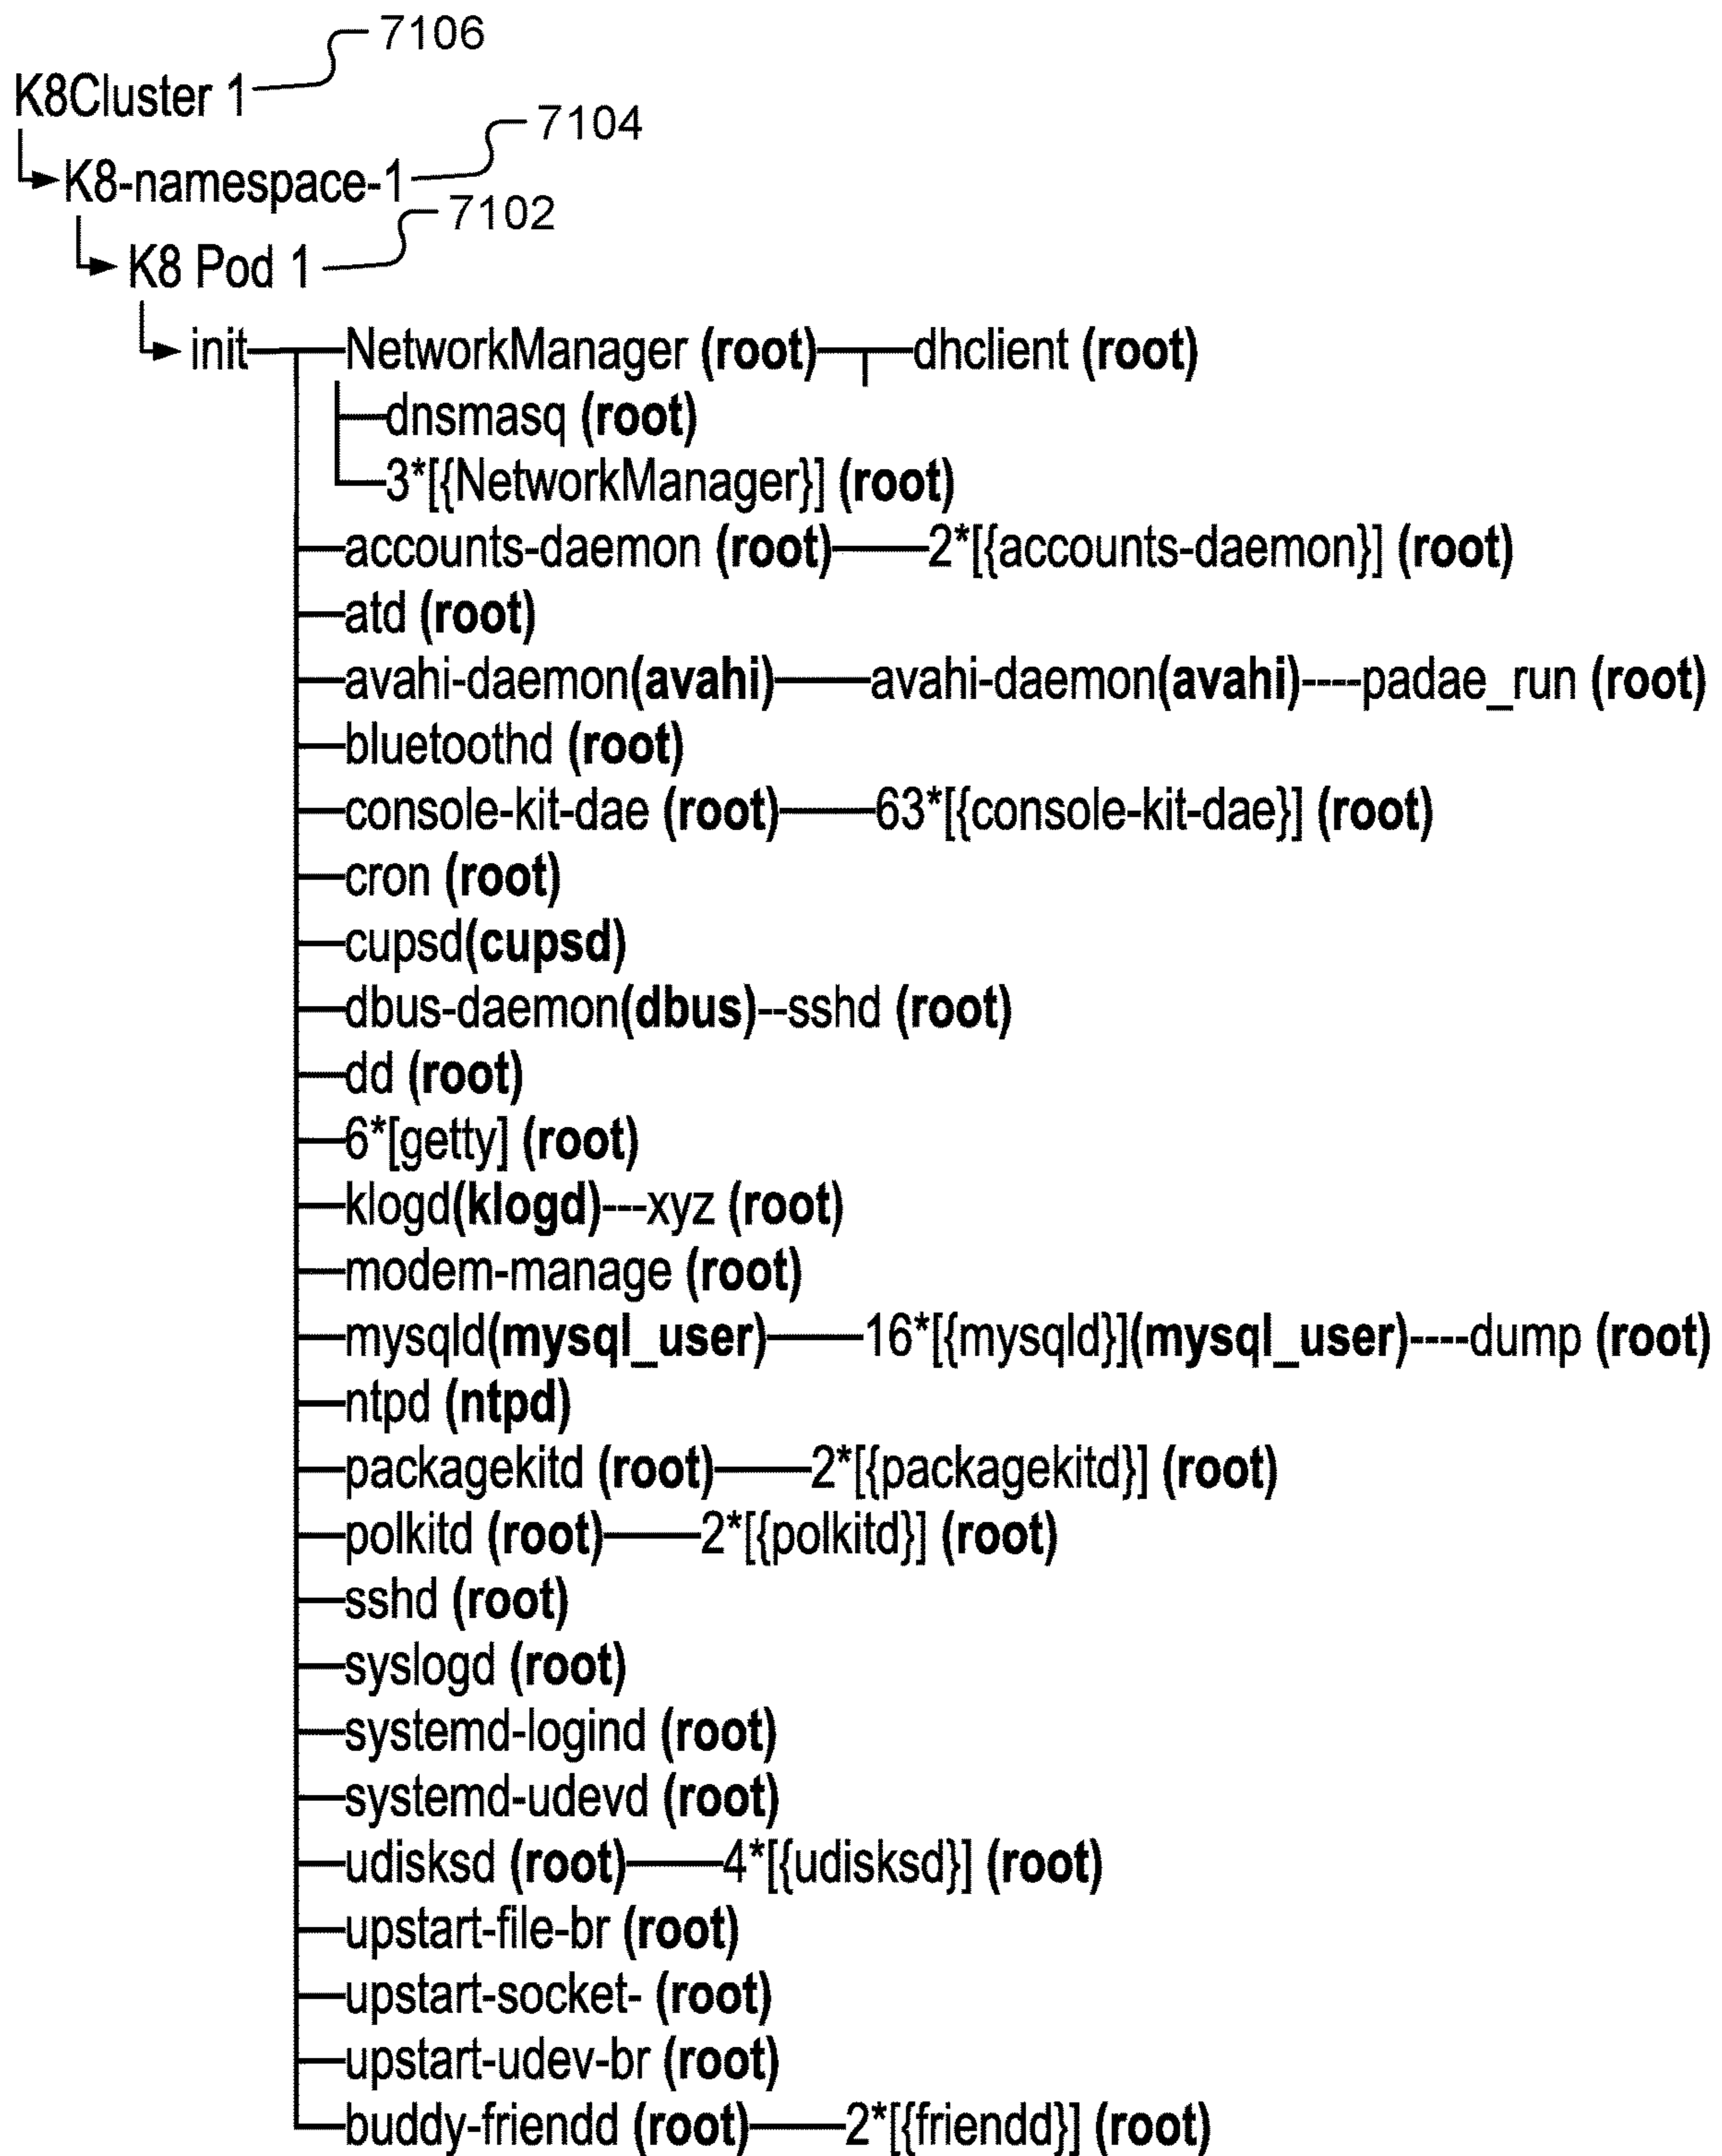 7106
K8Cluster 1
7104
K8-namespace-1
7102
K8 Pod 1
init NetworkManager (root) dhclient (root)
dnsmasq (root)
3*[{NetworkManager}] (root)
accounts-daemon (root) 2*[{accounts-daemon}] (root)
atd (root)
avahi-daemon(avahi) avahi-daemon(avahi)----padae_run (root)
bluetoothd (root)
console-kit-dae (root) 63*[{console-kit-dae}] (root)
cron (root)
cupsd(cupsd)
dbus-daemon(dbus)--sshd (root)
dd (root)
6*[getty] (root)
klogd(klogd)---xyz (root)
modem-manage (root)
mysqld(mysql_user) 16*[{mysqld}](mysql_user)----dump (root)
ntpd (ntpd)
packagekitd (root) 2*[{packagekitd}] (root)
polkitd (root) 2*[{polkitd}] (root)
sshd (root)
syslogd (root)
systemd-logind (root)
systemd-udevd (root)
udisksd (root) 4*[{udisksd}] (root)
upstart-file-br (root)
upstart-socket- (root)
upstart-udev-br (root)
buddy-friendd (root) 2*[{friendd}] (root)